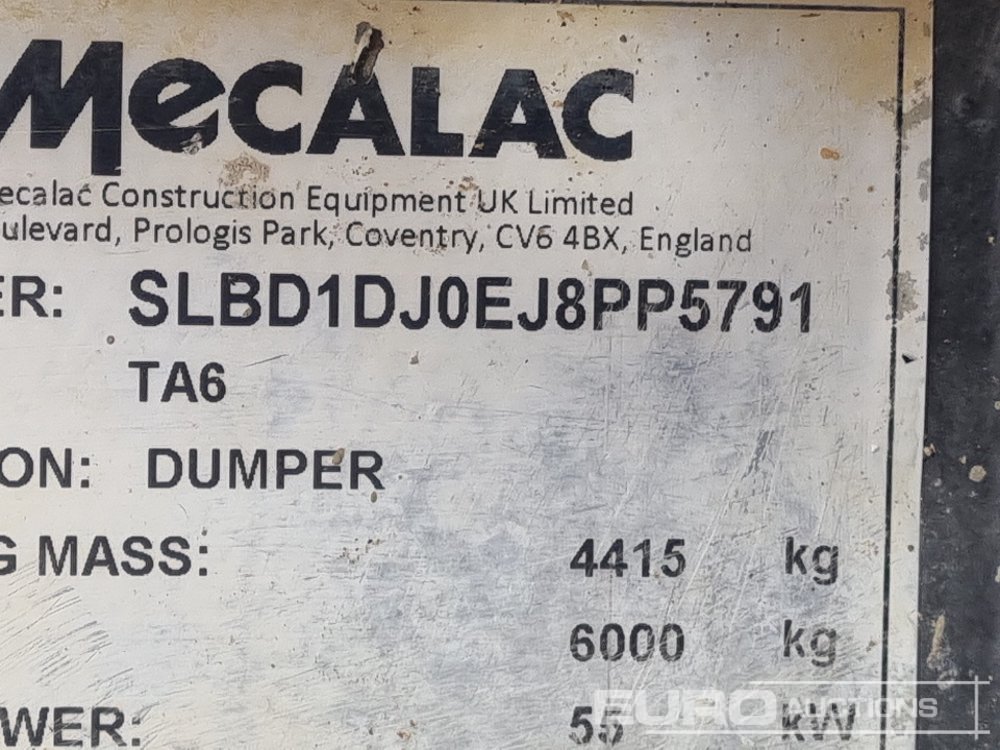 MECALAC
ecalac Construction Equipment UK Limited
ulevard, Prologis Park, Coventry, CV6 4BX, England
ER: SLBD1DJ0EJ8PP5791
TA6
ON: DUMPER
G MASS: 4415 kg
6000 kg
WER: 55 kW
EURO AUCTIONS